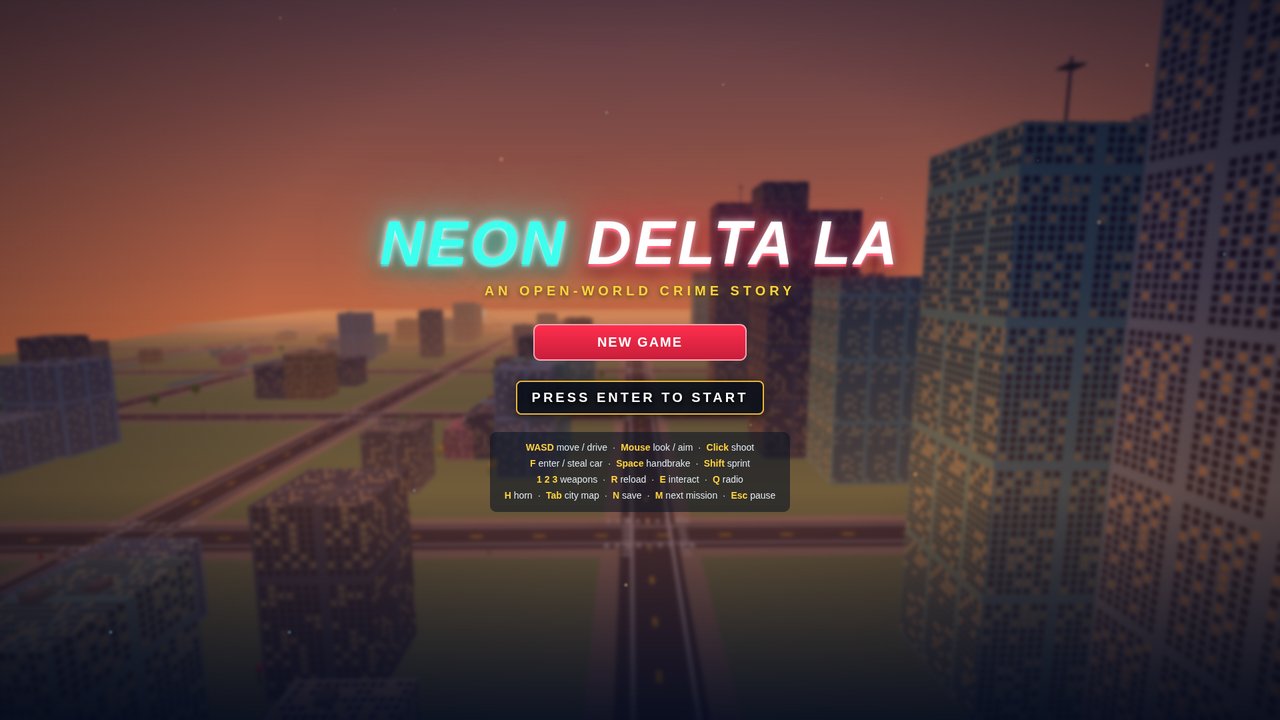 NEON DELTA LA
AN OPEN-WORLD CRIME STORY
NEW GAME
PRESS ENTER TO START
WASD move / drive · Mouse look / aim · Click shoot
F enter / steal car · Space handbrake · Shift sprint
1 2 3 weapons · R reload · E interact · Q radio
H horn · Tab city map · N save · M next mission · Esc pause